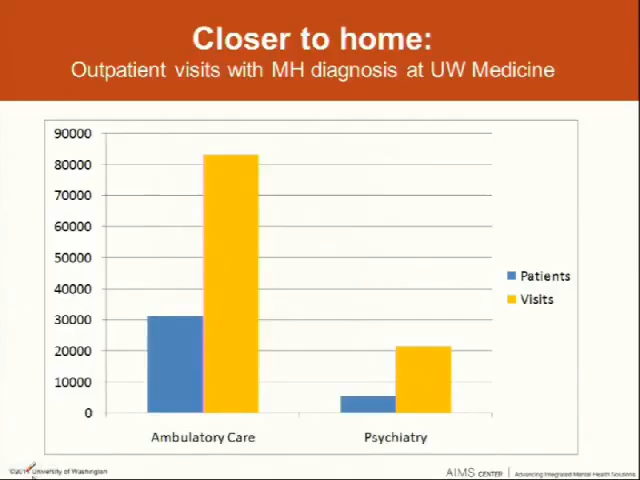 Closer to home:
Outpatient visits with MH diagnosis at UW Medicine
90000
80000
70000
60000
50000
40000
30000
20000
10000
0
Patients
Visits
Ambulatory Care
Psychiatry
University of Washington
AIMS CENTER | Advancing Integrated Mental Health Solutions